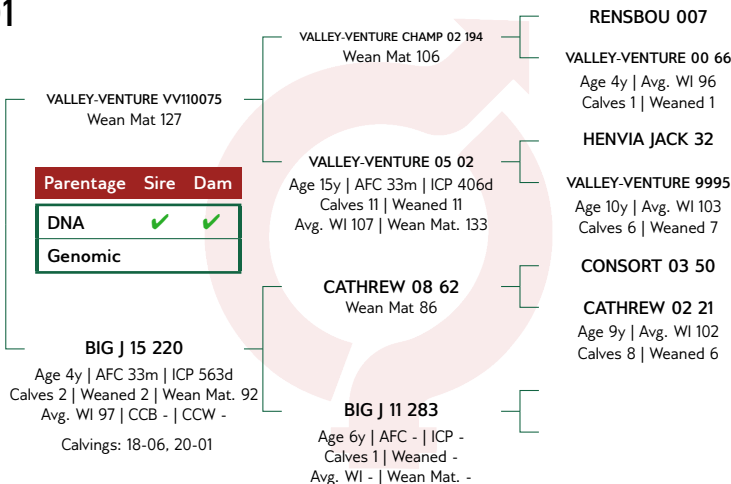 01
RENSBOU 007
VALLEY-VENTURE CHAMP 02 194
Wean Mat 106
VALLEY-VENTURE 00 66
Age 4y | Avg. WI 96
Calves 1 | Weaned 1
VALLEY-VENTURE VV110075
Wean Mat 127
HENVIA JACK 32
VALLEY-VENTURE 05 02
Age 15y | AFC 33m | ICP 406d
Calves 11 | Weaned 11
Avg. WI 107 | Wean Mat. 133
VALLEY-VENTURE 9995
Age 10y | Avg. WI 103
Calves 6 | Weaned 7
Parentage Sire Dam
DNA ✔ ✔
Genomic
CONSORT 03 50
CATHREW 08 62
Wean Mat 86
CATHREW 02 21
Age 9y | Avg. WI 102
Calves 8 | Weaned 6
BIG J 15 220
Age 4y | AFC 33m | ICP 563d
Calves 2 | Weaned 2 | Wean Mat. 92
Avg. WI 97 | CCB - | CCW -
Calvings: 18-06, 20-01
BIG J 11 283
Age 6y | AFC - | ICP -
Calves 1 | Weaned -
Avg. WI - | Wean Mat. -